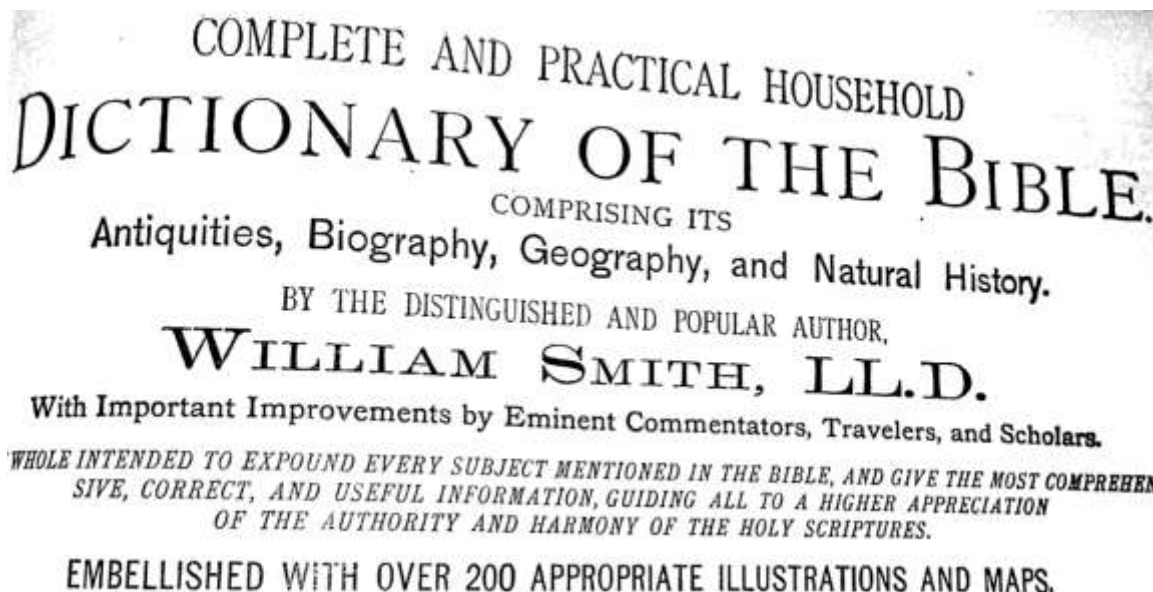 COMPLETE AND PRACTICAL HOUSEHOLD
DICTIONARY OF THE BIBLE.
COMPRISING ITS
Antiquities, Biography, Geography, and Natural History.
BY THE DISTINGUISHED AND POPULAR AUTHOR,
WILLIAM SMITH, LL.D.
With Important Improvements by Eminent Commentators, Travelers, and Scholars.
WHOLE INTENDED TO EXPOUND EVERY SUBJECT MENTIONED IN THE BIBLE, AND GIVE THE MOST COMPREHEN
SIVE, CORRECT, AND USEFUL INFORMATION, GUIDING ALL TO A HIGHER APPRECIATION
OF THE AUTHORITY AND HARMONY OF THE HOLY SCRIPTURES.
EMBELLISHED WITH OVER 200 APPROPRIATE ILLUSTRATIONS AND MAPS.